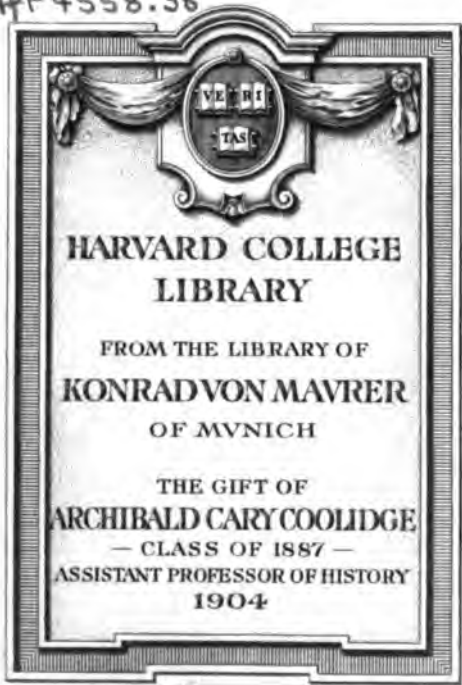 VE RI
TAS
HARVARD COLLEGE
LIBRARY
FROM THE LIBRARY OF
KONRAD VON MAVRER
OF MVNICH
THE GIFT OF
ARCHIBALD CARY COOLIDGE
— CLASS OF 1887 —
ASSISTANT PROFESSOR OF HISTORY
1904